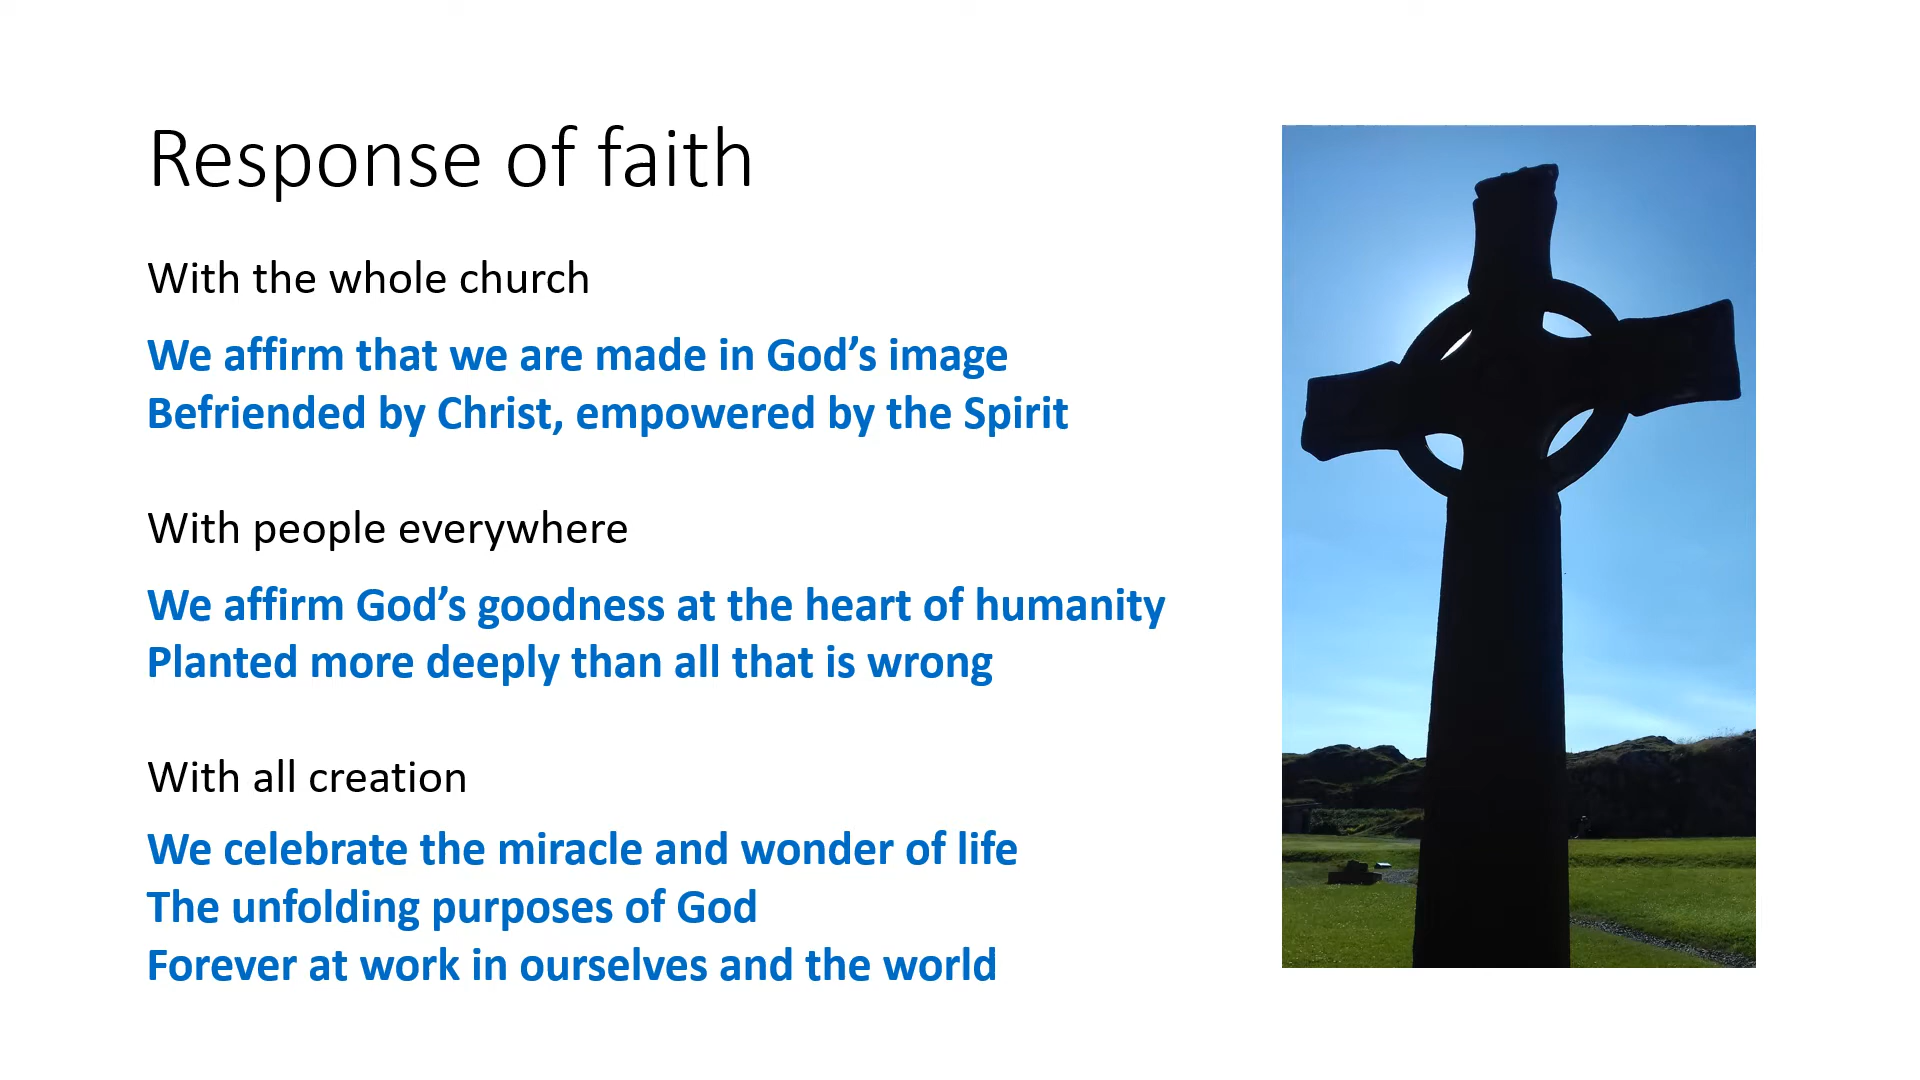 Response of faith
With the whole church
We affirm that we are made in God’s image
Befriended by Christ, empowered by the Spirit
With people everywhere
We affirm God’s goodness at the heart of humanity
Planted more deeply than all that is wrong
With all creation
We celebrate the miracle and wonder of life
The unfolding purposes of God
Forever at work in ourselves and the world